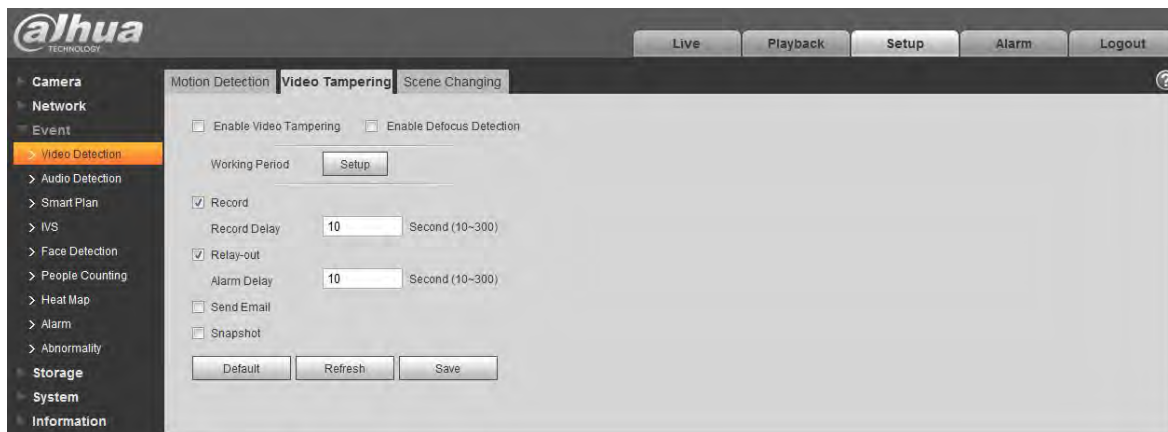 alhua
TECHNOLOGY
Live Playback Setup Alarm Logout
Camera
Network
Event
Video Detection
Audio Detection
Smart Plan
IVS
Face Detection
People Counting
Heat Map
Alarm
Abnormality
Storage
System
Information
Motion Detection Video Tampering Scene Changing
?
Enable Video Tampering Enable Defocus Detection
Working Period Setup
Record
Record Delay 10 Second (10~300)
Relay-out
Alarm Delay 10 Second (10~300)
Send Email
Snapshot
Default Refresh Save